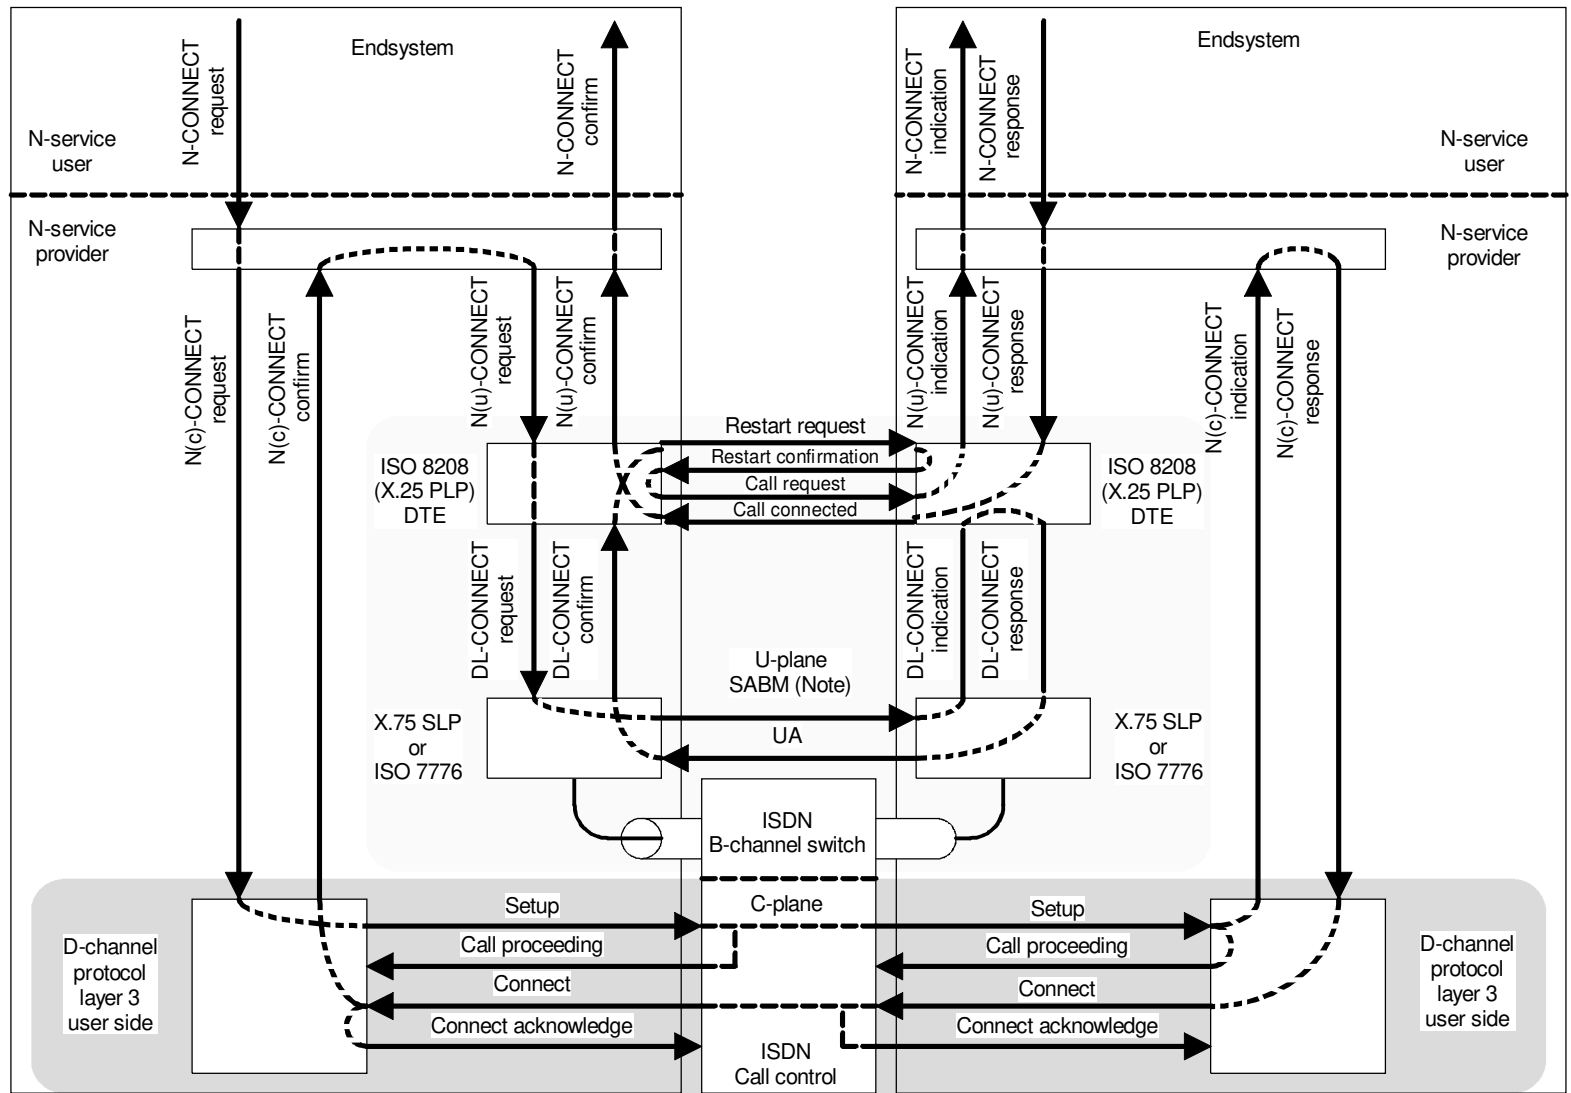 Endsystem
Endsystem
N-CONNECT
request
N-CONNECT
confirm
N-CONNECT
indication
N-CONNECT
response
N-service
user
N-service
user
N-service
provider
N-service
provider
N(c)-CONNECT
request
N(c)-CONNECT
confirm
N(u)-CONNECT
request
N(u)-CONNECT
confirm
N(u)-CONNECT
indication
N(u)-CONNECT
response
N(c)-CONNECT
indication
N(c)-CONNECT
response
ISO 8208
(X.25 PLP)
DTE
Restart request
Restart confirmation
Call request
Call connected
ISO 8208
(X.25 PLP)
DTE
DL-CONNECT
request
DL-CONNECT
confirm
DL-CONNECT
indication
DL-CONNECT
response
U-plane
SABM (Note)
UA
X.75 SLP
or
ISO 7776
X.75 SLP
or
ISO 7776
ISDN
B-channel switch
C-plane
Setup
Call proceeding
Connect
Connect acknowledge
Setup
Call proceeding
Connect
Connect acknowledge
D-channel
protocol
layer 3
user side
D-channel
protocol
layer 3
user side
ISDN
Call control